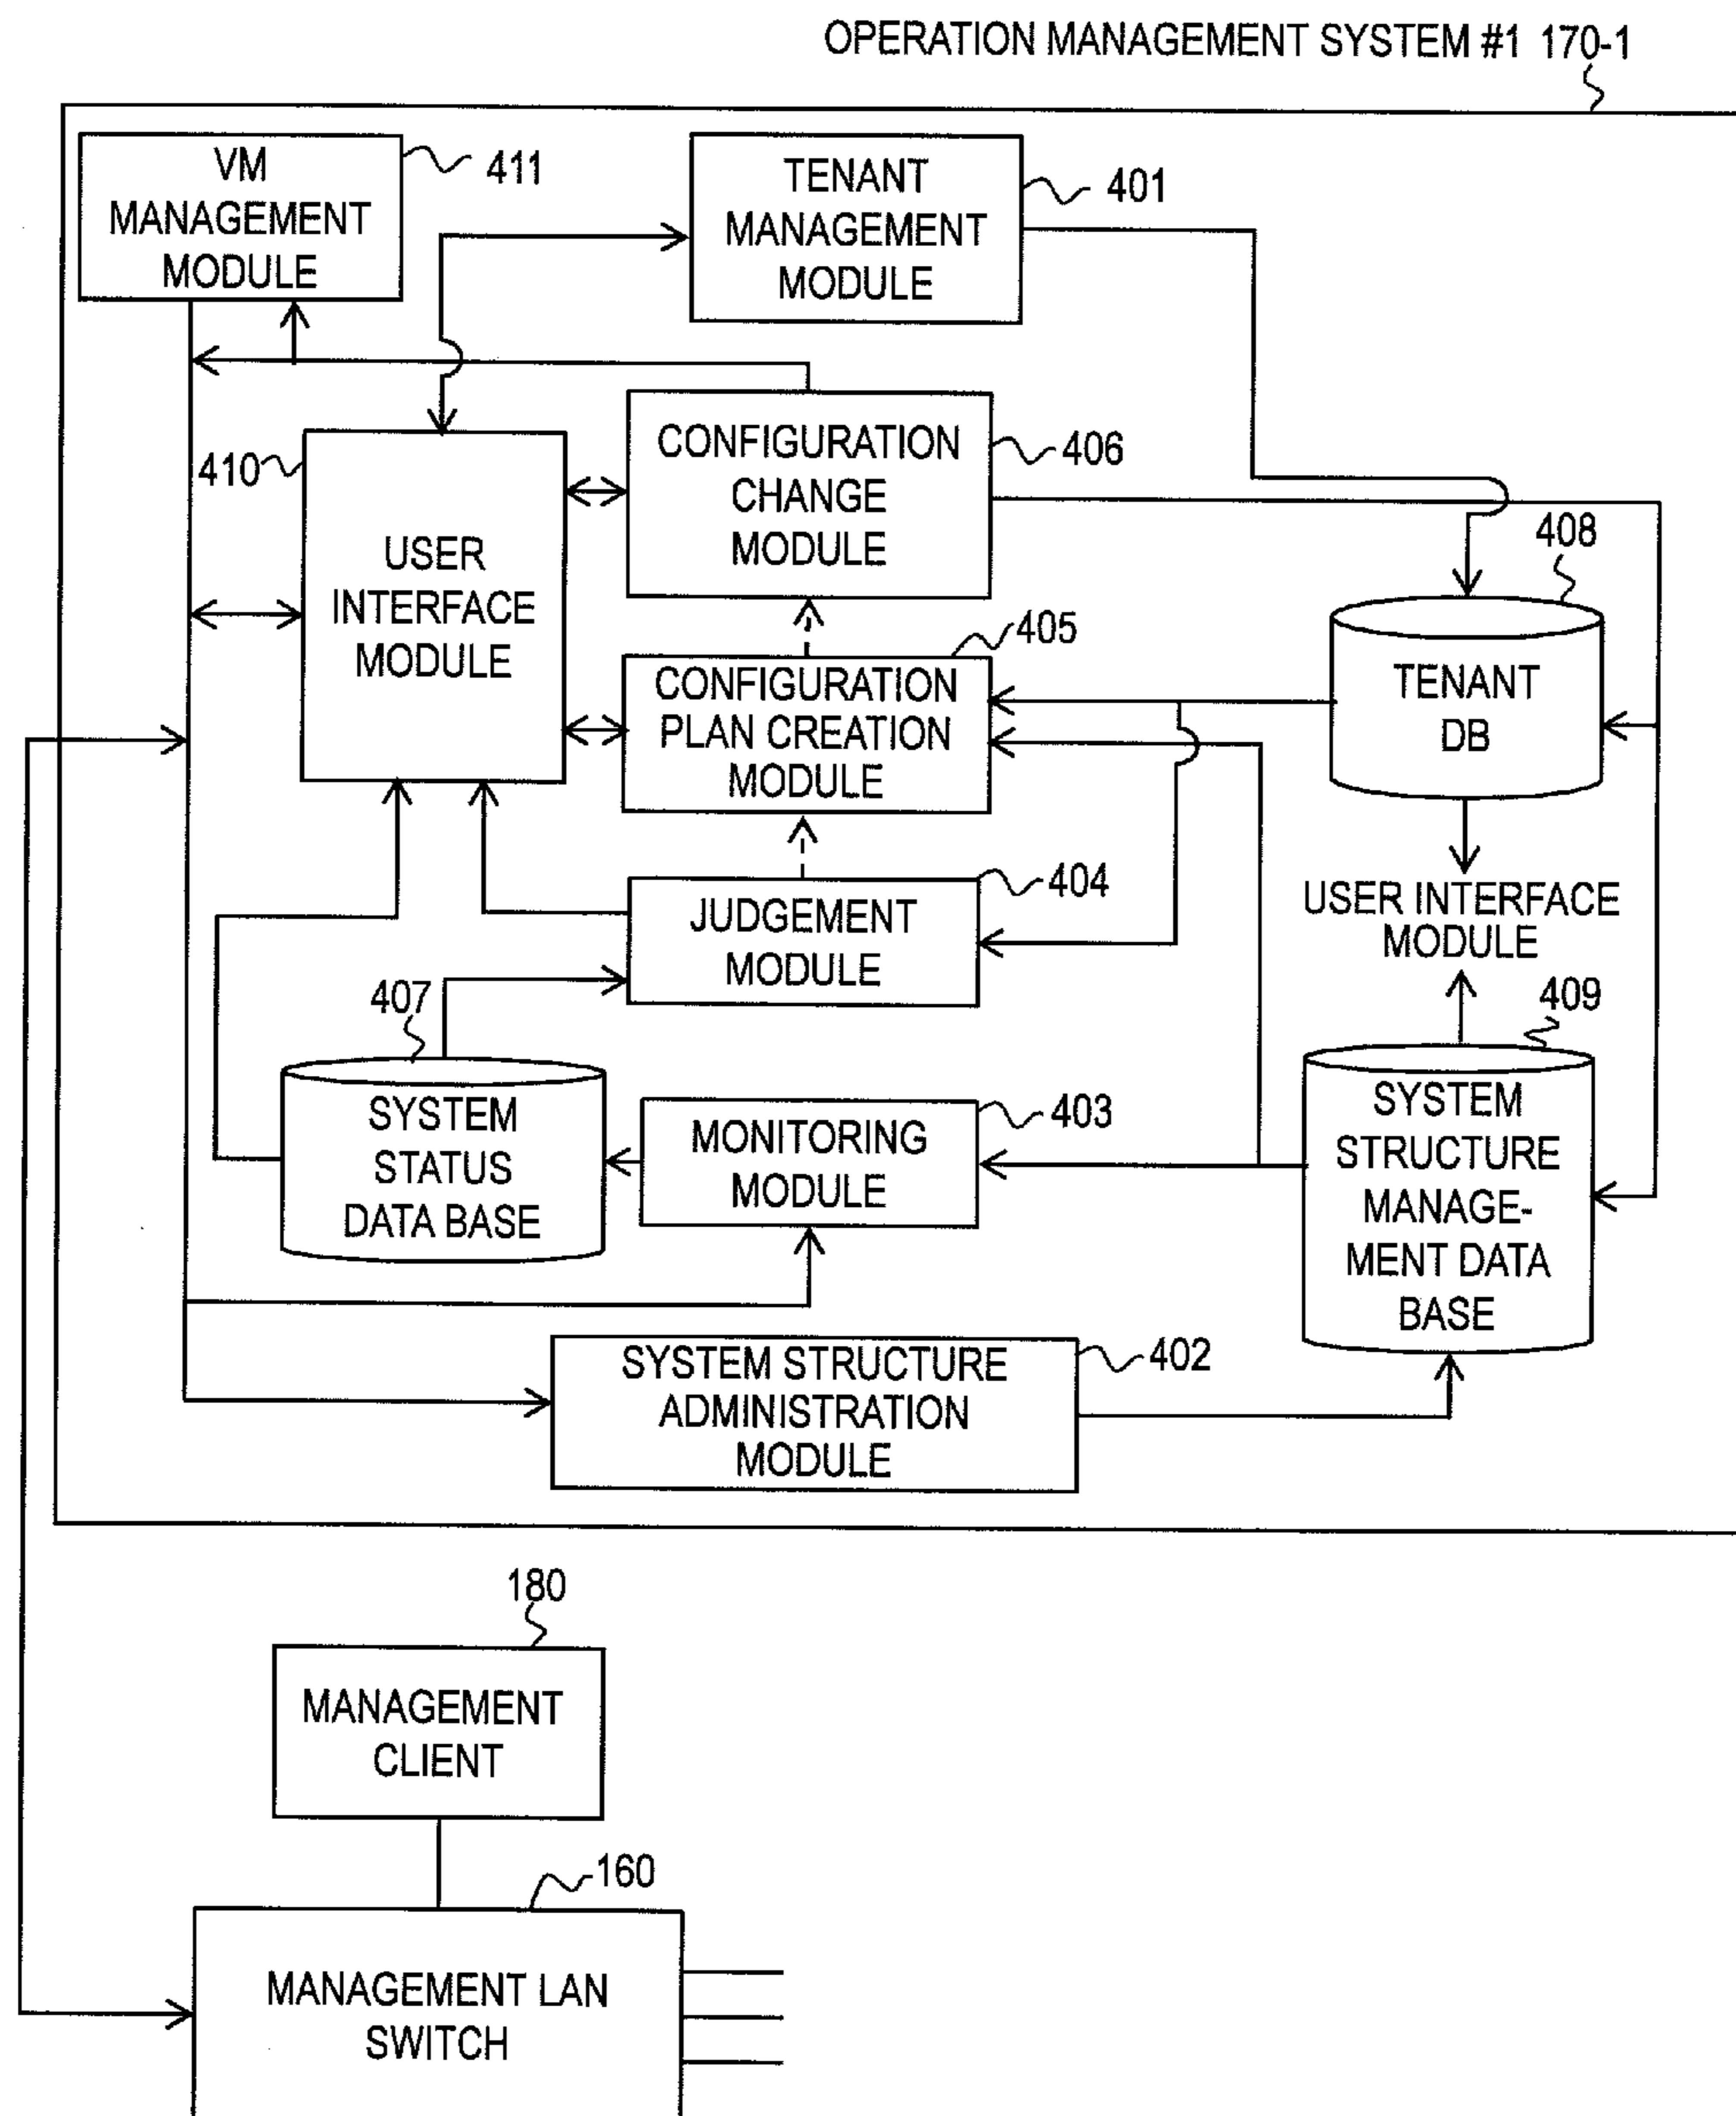 OPERATION MANAGEMENT SYSTEM #1 170-1
VM
MANAGEMENT
MODULE
411
TENANT
MANAGEMENT
MODULE
401
410
USER
INTERFACE
MODULE
CONFIGURATION
CHANGE
MODULE
406
408
TENANT
DB
405
CONFIGURATION
PLAN CREATION
MODULE
404
JUDGEMENT
MODULE
USER INTERFACE
MODULE
407
SYSTEM
STATUS
DATA BASE
403
MONITORING
MODULE
409
SYSTEM
STRUCTURE
MANAGE-
MENT DATA
BASE
SYSTEM STRUCTURE
ADMINISTRATION
MODULE
402
180
MANAGEMENT
CLIENT
160
MANAGEMENT LAN
SWITCH